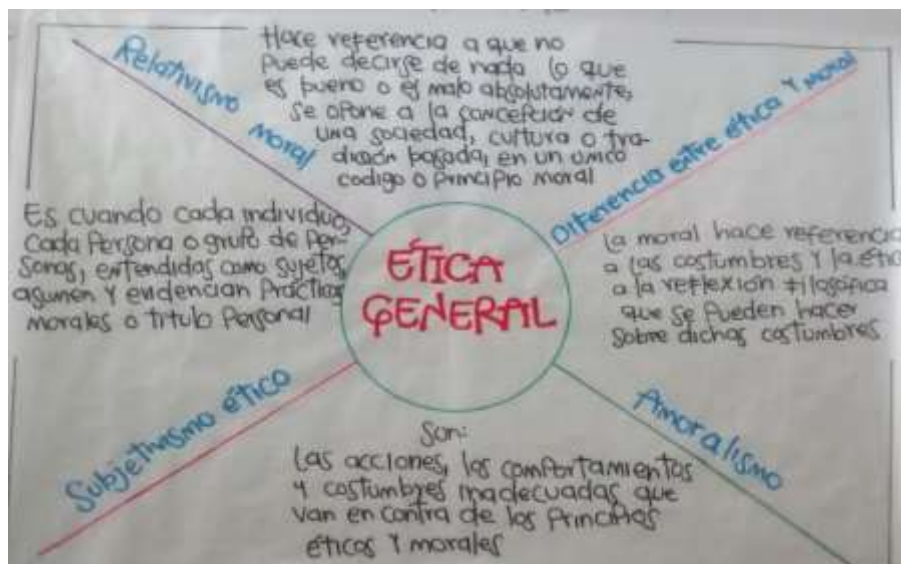 Relativismo moral
Hace referencia a que no
puede decirse de nada lo que
es bueno o es malo absolutamente,
se opone a la concepción de
una sociedad, cultura o tra-
dición basada, en un único
codigo o principio moral
Diferencia entre ética y moral
Es cuando cada individuo,
cada persona o grupo de per-
sonas, entendidas como sujetos,
asumen y evidencian prácticas
morales o titulo personal
ÉTICA
GENERAL
La moral hace referencia
a las costumbres y la étic
a la reflexión filosófica
que se pueden hacer
sobre dichas costumbres
Subjetivismo ético
Amoralismo
Son:
Las acciones, los comportamientos
y costumbres inadecuadas que
van en contra de los principios
éticos y morales